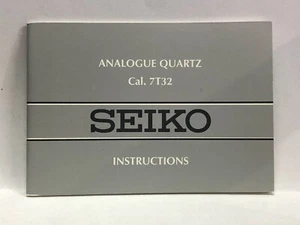 ANALOGUE QUARTZ
Cal. 7T32
SEIKO
INSTRUCTIONS